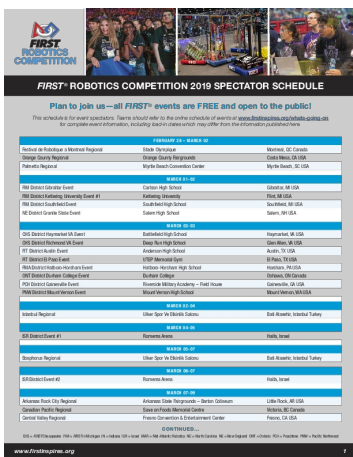 FIRST
ROBOTICS
COMPETITION
FIRST® ROBOTICS COMPETITION 2019 SPECTATOR SCHEDULE
Plan to join us—all FIRST® events are FREE and open to the public!
This schedule is for event spectators. Teams should refer to the online schedule of events at www.firstinspires.org/whats-going-on
for complete event information, including load-in dates which may differ from the information published here.
FEBRUARY 28 – MARCH 02
Festival de Robotique a Montreal Regional Stade Olympique Montreal, QC Canada
Orange County Regional Orange County Fairgrounds Costa Mesa, CA USA
Palmetto Regional Myrtle Beach Convention Center Myrtle Beach, SC USA
MARCH 01-02
FIM District Gibraltar Event Carlson High School Gibraltar, MI USA
FIM District Kettering University Event #1 Kettering University Flint, MI USA
FIM District Southfield Event Southfield High School Southfield, MI USA
NE District Granite State Event Salem High School Salem, NH USA
MARCH 02-03
CHS District Haymarket VA Event Battlefield High School Haymarket, VA USA
CHS District Richmond VA Event Deep Run High School Glen Allen, VA USA
FIT District Austin Event Anderson High School Austin, TX USA
FIT District El Paso Event UTEP Memorial Gym El Paso, TX USA
FMA District Hatboro-Horsham Event Hatboro-Horsham High School Horsham, PA USA
ONT District Durham College Event Durham College Oshawa, ON Canada
PCH District Gainesville Event Riverside Military Academy – Field House Gainesville, GA USA
PNW District Mount Vernon Event Mount Vernon High School Mount Vernon, WA USA
Istanbul Regional Ulker Spor Ve Etkinlik Salonu Bati Atasehir, Istanbul Turkey
ISR District Event #1 Romema Arena Haifa, Israel
Bosphorus Regional Ulker Spor Ve Etkinlik Salonu Bati Atasehir, Istanbul Turkey
ISR District Event #2 Romema Arena Haifa, Israel
Arkansas Rock City Regional Arkansas State Fairgrounds – Barton Coliseum Little Rock, AR USA
Canadian Pacific Regional Save on Foods Memorial Centre Victoria, BC Canada
Central Valley Regional Fresno Convention & Entertainment Center Fresno, CA USA
CONTINUED...
www.firstinspires.org 1